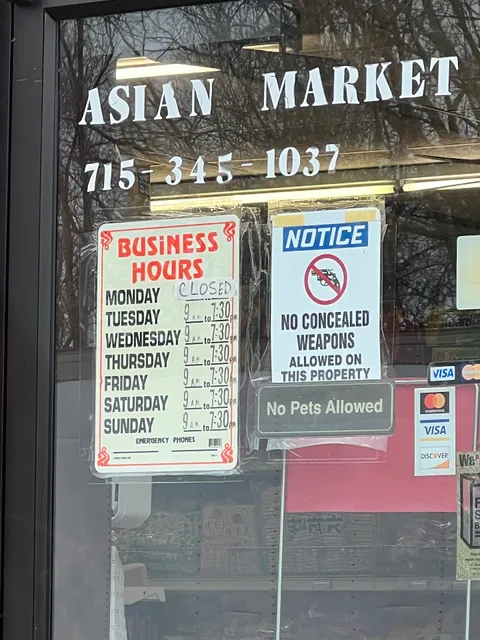 ASIAN MARKET
715-345-1037
BUSINESS
HOURS
MONDAY CLOSED
TUESDAY 9 A.M. to 7:30
WEDNESDAY 9 A.M. to 7:30
THURSDAY 9 A.M. to 7:30
FRIDAY 9 A.M. to 7:30
SATURDAY 9 A.M. to 7:30
SUNDAY 9 A.M. to 7:30
EMERGENCY PHONES
NOTICE
NO CONCEALED
WEAPONS
ALLOWED ON
THIS PROPERTY
No Pets Allowed
VISA
mastercard
VISA
DISCOVER
We